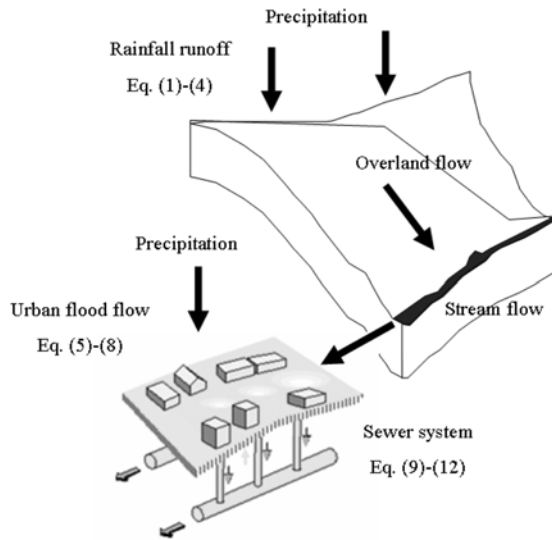 Precipitation
Rainfall runoff
Eq. (1)-(4)
Overland flow
Precipitation
Urban flood flow
Eq. (5)-(8)
Stream flow
Sewer system
Eq. (9)-(12)